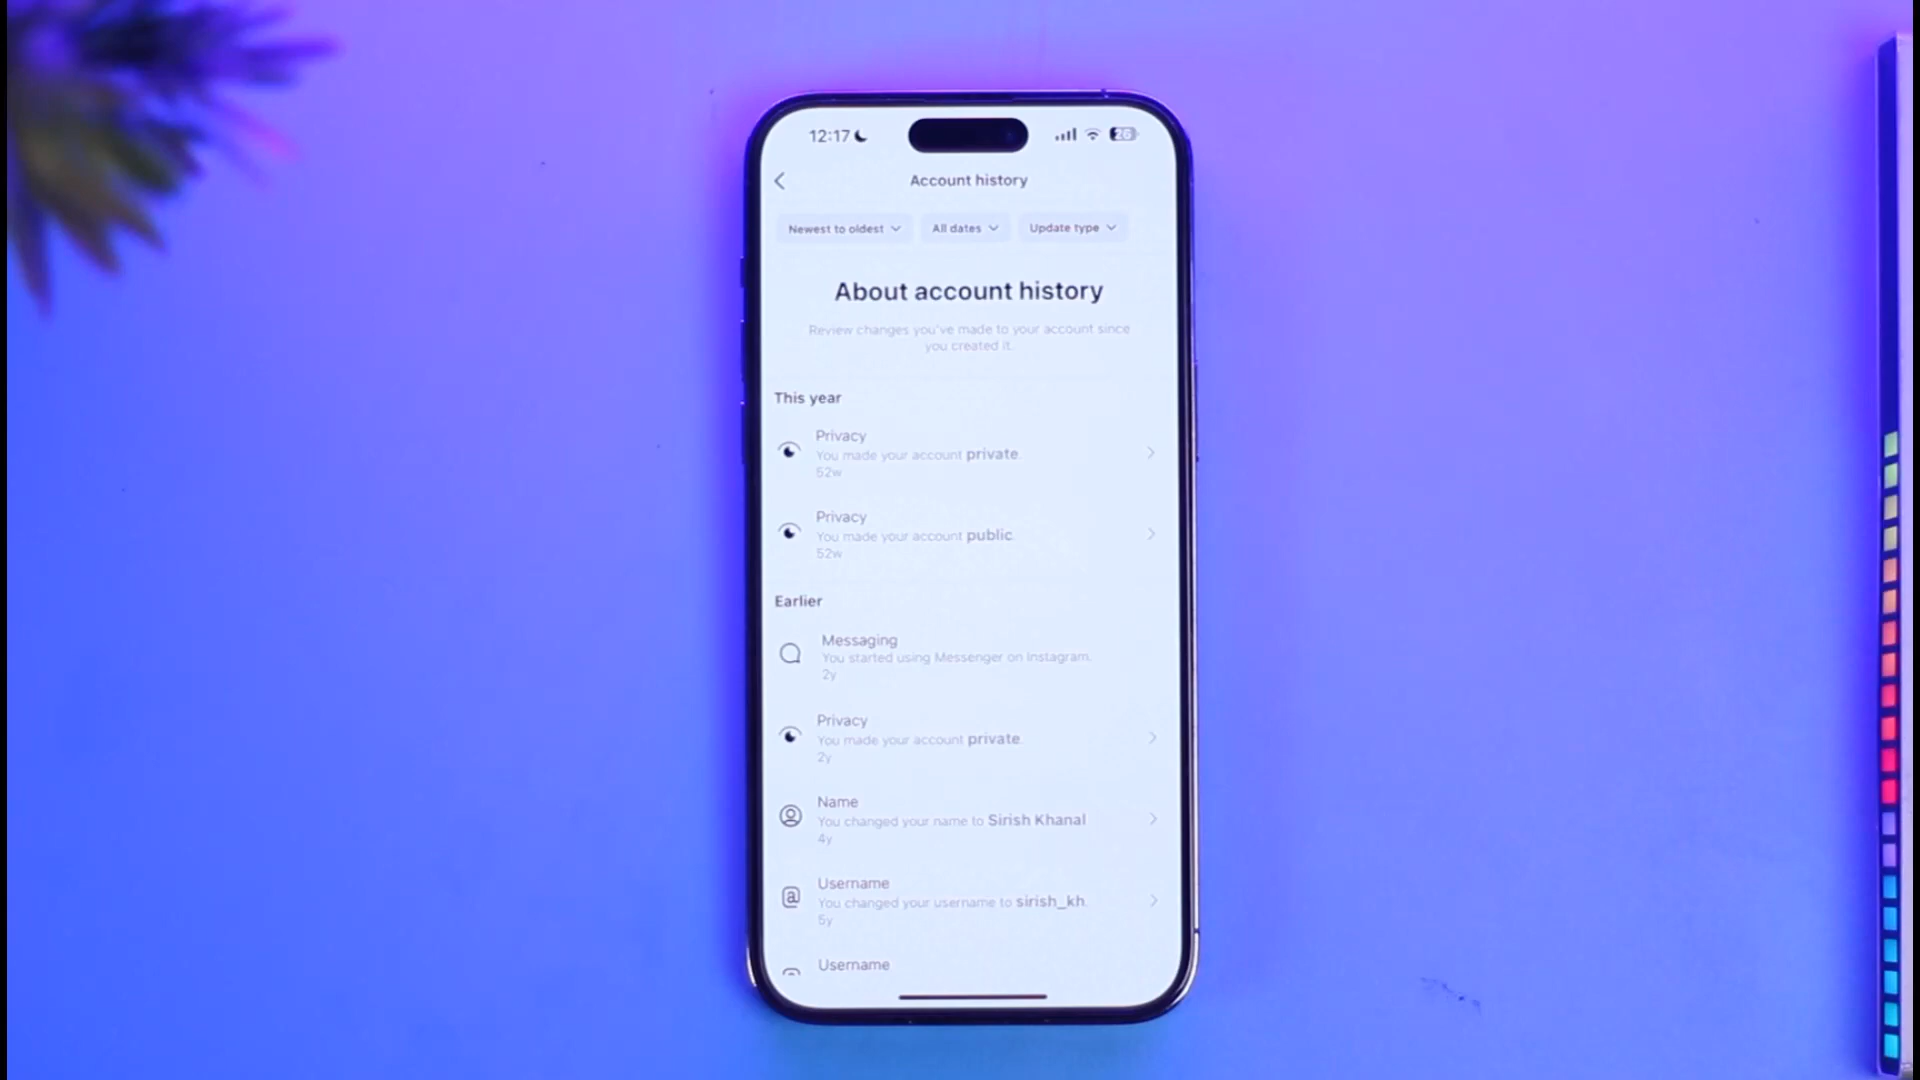 12:17
26
Account history
Newest to oldest All dates Update type
About account history
Review changes you've made to your account since
you created it.
This year
Privacy
You made your account private.
52w
Privacy
You made your account public.
52w
Earlier
Messaging
You started using Messenger on Instagram.
2y
Privacy
You made your account private.
2y
Name
You changed your name to Sirish Khanal
4y
Username
You changed your username to sirish_kh.
5y
Username